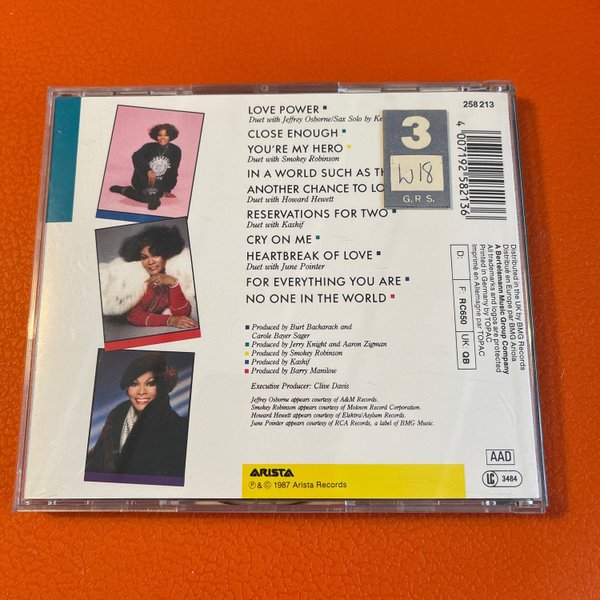 LOVE POWER
Duet with Jeffrey Osborne/Sax Solo by Ke
CLOSE ENOUGH
YOU'RE MY HERO
Duet with Smokey Robinson
IN A WORLD SUCH AS TH
ANOTHER CHANCE TO LO
Duet with Howard Hewett
RESERVATIONS FOR TWO
Duet with Kashif
CRY ON ME
HEARTBREAK OF LOVE
Duet with June Pointer
FOR EVERYTHING YOU ARE
NO ONE IN THE WORLD
Produced by Burt Bacharach and
Carole Bayer Sager
Produced by Jerry Knight and Aaron Zigman
Produced by Smokey Robinson
Produced by Kashif
Produced by Barry Manilow
Executive Producer: Clive Davis
Jeffrey Osborne appears courtesy of A&M Records.
Smokey Robinson appears courtesy of Motown Record Corporation.
Howard Hewett appears courtesy of Elektra/Asylum Records.
June Pointer appears courtesy of RCA Records, a label of BMG Music.
ARISTA
℗ & © 1987 Arista Records
3
W18
G.R.S.
258 213
4 007192 582136
Distributed in the UK by BMG Records
Distribué en Europe par BMG Ariola
A Bertelsmann Music Group Company
All trademarks and logos are protected
Printed in Germany by TOPAC
Imprimé en Allemagne par TOPAC
D:
F: RC650
UK: QB
AAD
LC 3484